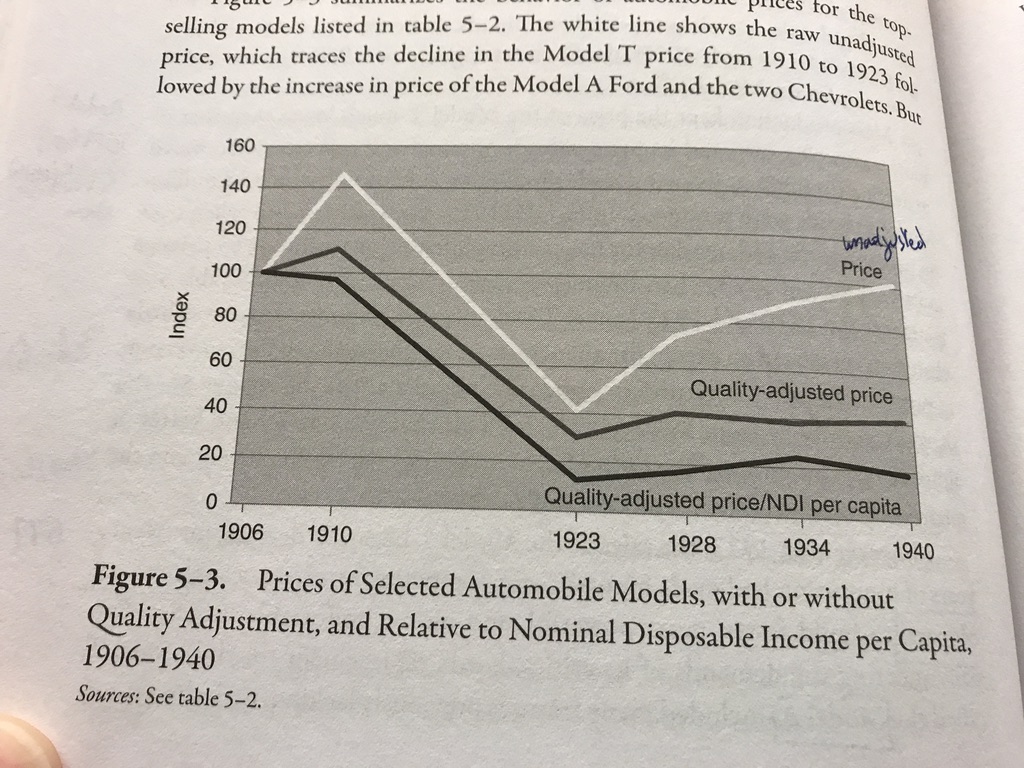 prices for the top-
selling models listed in table 5–2. The white line shows the raw unadjusted
price, which traces the decline in the Model T price from 1910 to 1923 fol-
lowed by the increase in price of the Model A Ford and the two Chevrolets. But
160
140
120
100
80
60
40
20
0
Index
unadjusted
Price
Quality-adjusted price
Quality-adjusted price/NDI per capita
1906 1910 1923 1928 1934 1940
Figure 5–3. Prices of Selected Automobile Models, with or without
Quality Adjustment, and Relative to Nominal Disposable Income per Capita,
1906–1940
Sources: See table 5–2.